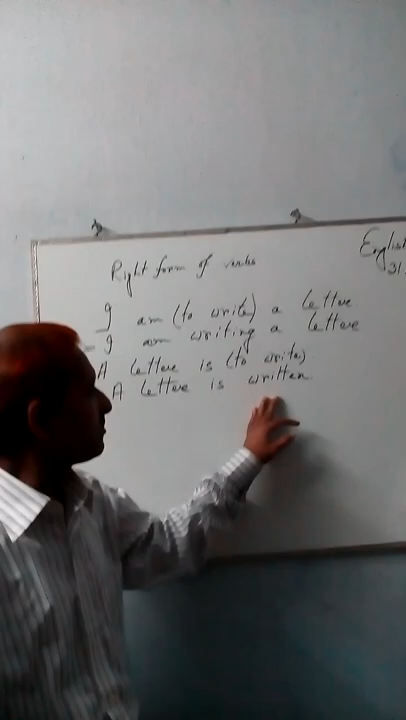 English
31.
Right form of verbs
I am (to write) a letter.
- I am writing a letter
A letter is (to write)
A letter is written